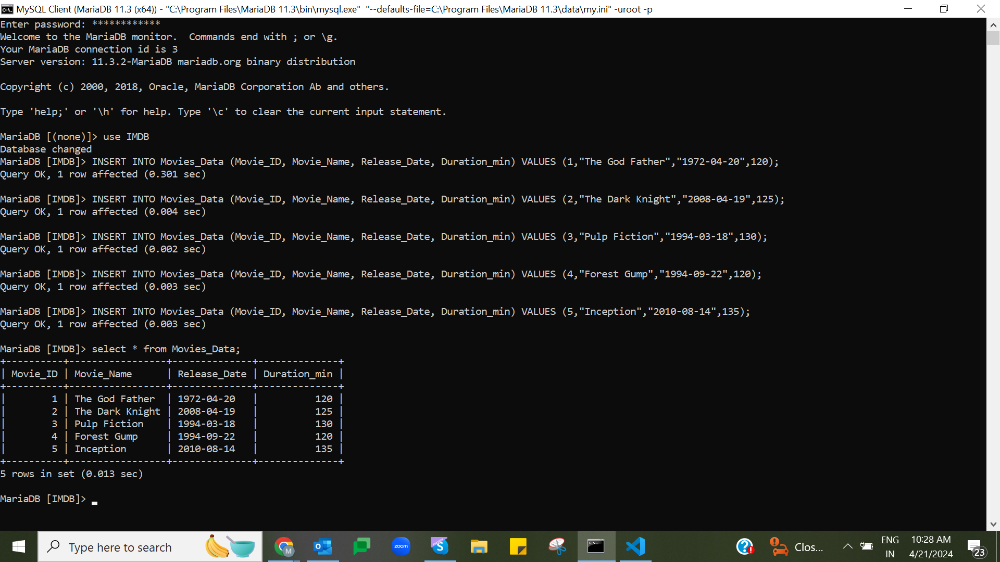 MySQL Client (MariaDB 11.3 (x64)) - "C:\Program Files\MariaDB 11.3\bin\mysql.exe"  "--defaults-file=C:\Program Files\MariaDB 11.3\data\my.ini" -uroot -p
Enter password: ************
Welcome to the MariaDB monitor.  Commands end with ; or \g.
Your MariaDB connection id is 3
Server version: 11.3.2-MariaDB mariadb.org binary distribution
Copyright (c) 2000, 2018, Oracle, MariaDB Corporation Ab and others.
Type 'help;' or '\h' for help. Type '\c' to clear the current input statement.
MariaDB [(none)]> use IMDB
Database changed
MariaDB [IMDB]> INSERT INTO Movies_Data (Movie_ID, Movie_Name, Release_Date, Duration_min) VALUES (1,"The God Father","1972-04-20",120);
Query OK, 1 row affected (0.301 sec)
MariaDB [IMDB]> INSERT INTO Movies_Data (Movie_ID, Movie_Name, Release_Date, Duration_min) VALUES (2,"The Dark Knight","2008-04-19",125);
Query OK, 1 row affected (0.004 sec)
MariaDB [IMDB]> INSERT INTO Movies_Data (Movie_ID, Movie_Name, Release_Date, Duration_min) VALUES (3,"Pulp Fiction","1994-03-18",130);
Query OK, 1 row affected (0.002 sec)
MariaDB [IMDB]> INSERT INTO Movies_Data (Movie_ID, Movie_Name, Release_Date, Duration_min) VALUES (4,"Forest Gump","1994-09-22",120);
Query OK, 1 row affected (0.003 sec)
MariaDB [IMDB]> INSERT INTO Movies_Data (Movie_ID, Movie_Name, Release_Date, Duration_min) VALUES (5,"Inception","2010-08-14",135);
Query OK, 1 row affected (0.003 sec)
MariaDB [IMDB]> select * from Movies_Data;
+----------+-----------------+--------------+--------------+
| Movie_ID | Movie_Name      | Release_Date | Duration_min |
+----------+-----------------+--------------+--------------+
|        1 | The God Father  | 1972-04-20   |          120 |
|        2 | The Dark Knight | 2008-04-19   |          125 |
|        3 | Pulp Fiction    | 1994-03-18   |          130 |
|        4 | Forest Gump     | 1994-09-22   |          120 |
|        5 | Inception       | 2010-08-14   |          135 |
+----------+-----------------+--------------+--------------+
5 rows in set (0.013 sec)
MariaDB [IMDB]> _
Type here to search
M
zoom
PREVIEW
Clos...
ENG
IN
10:28 AM
4/21/2024
23